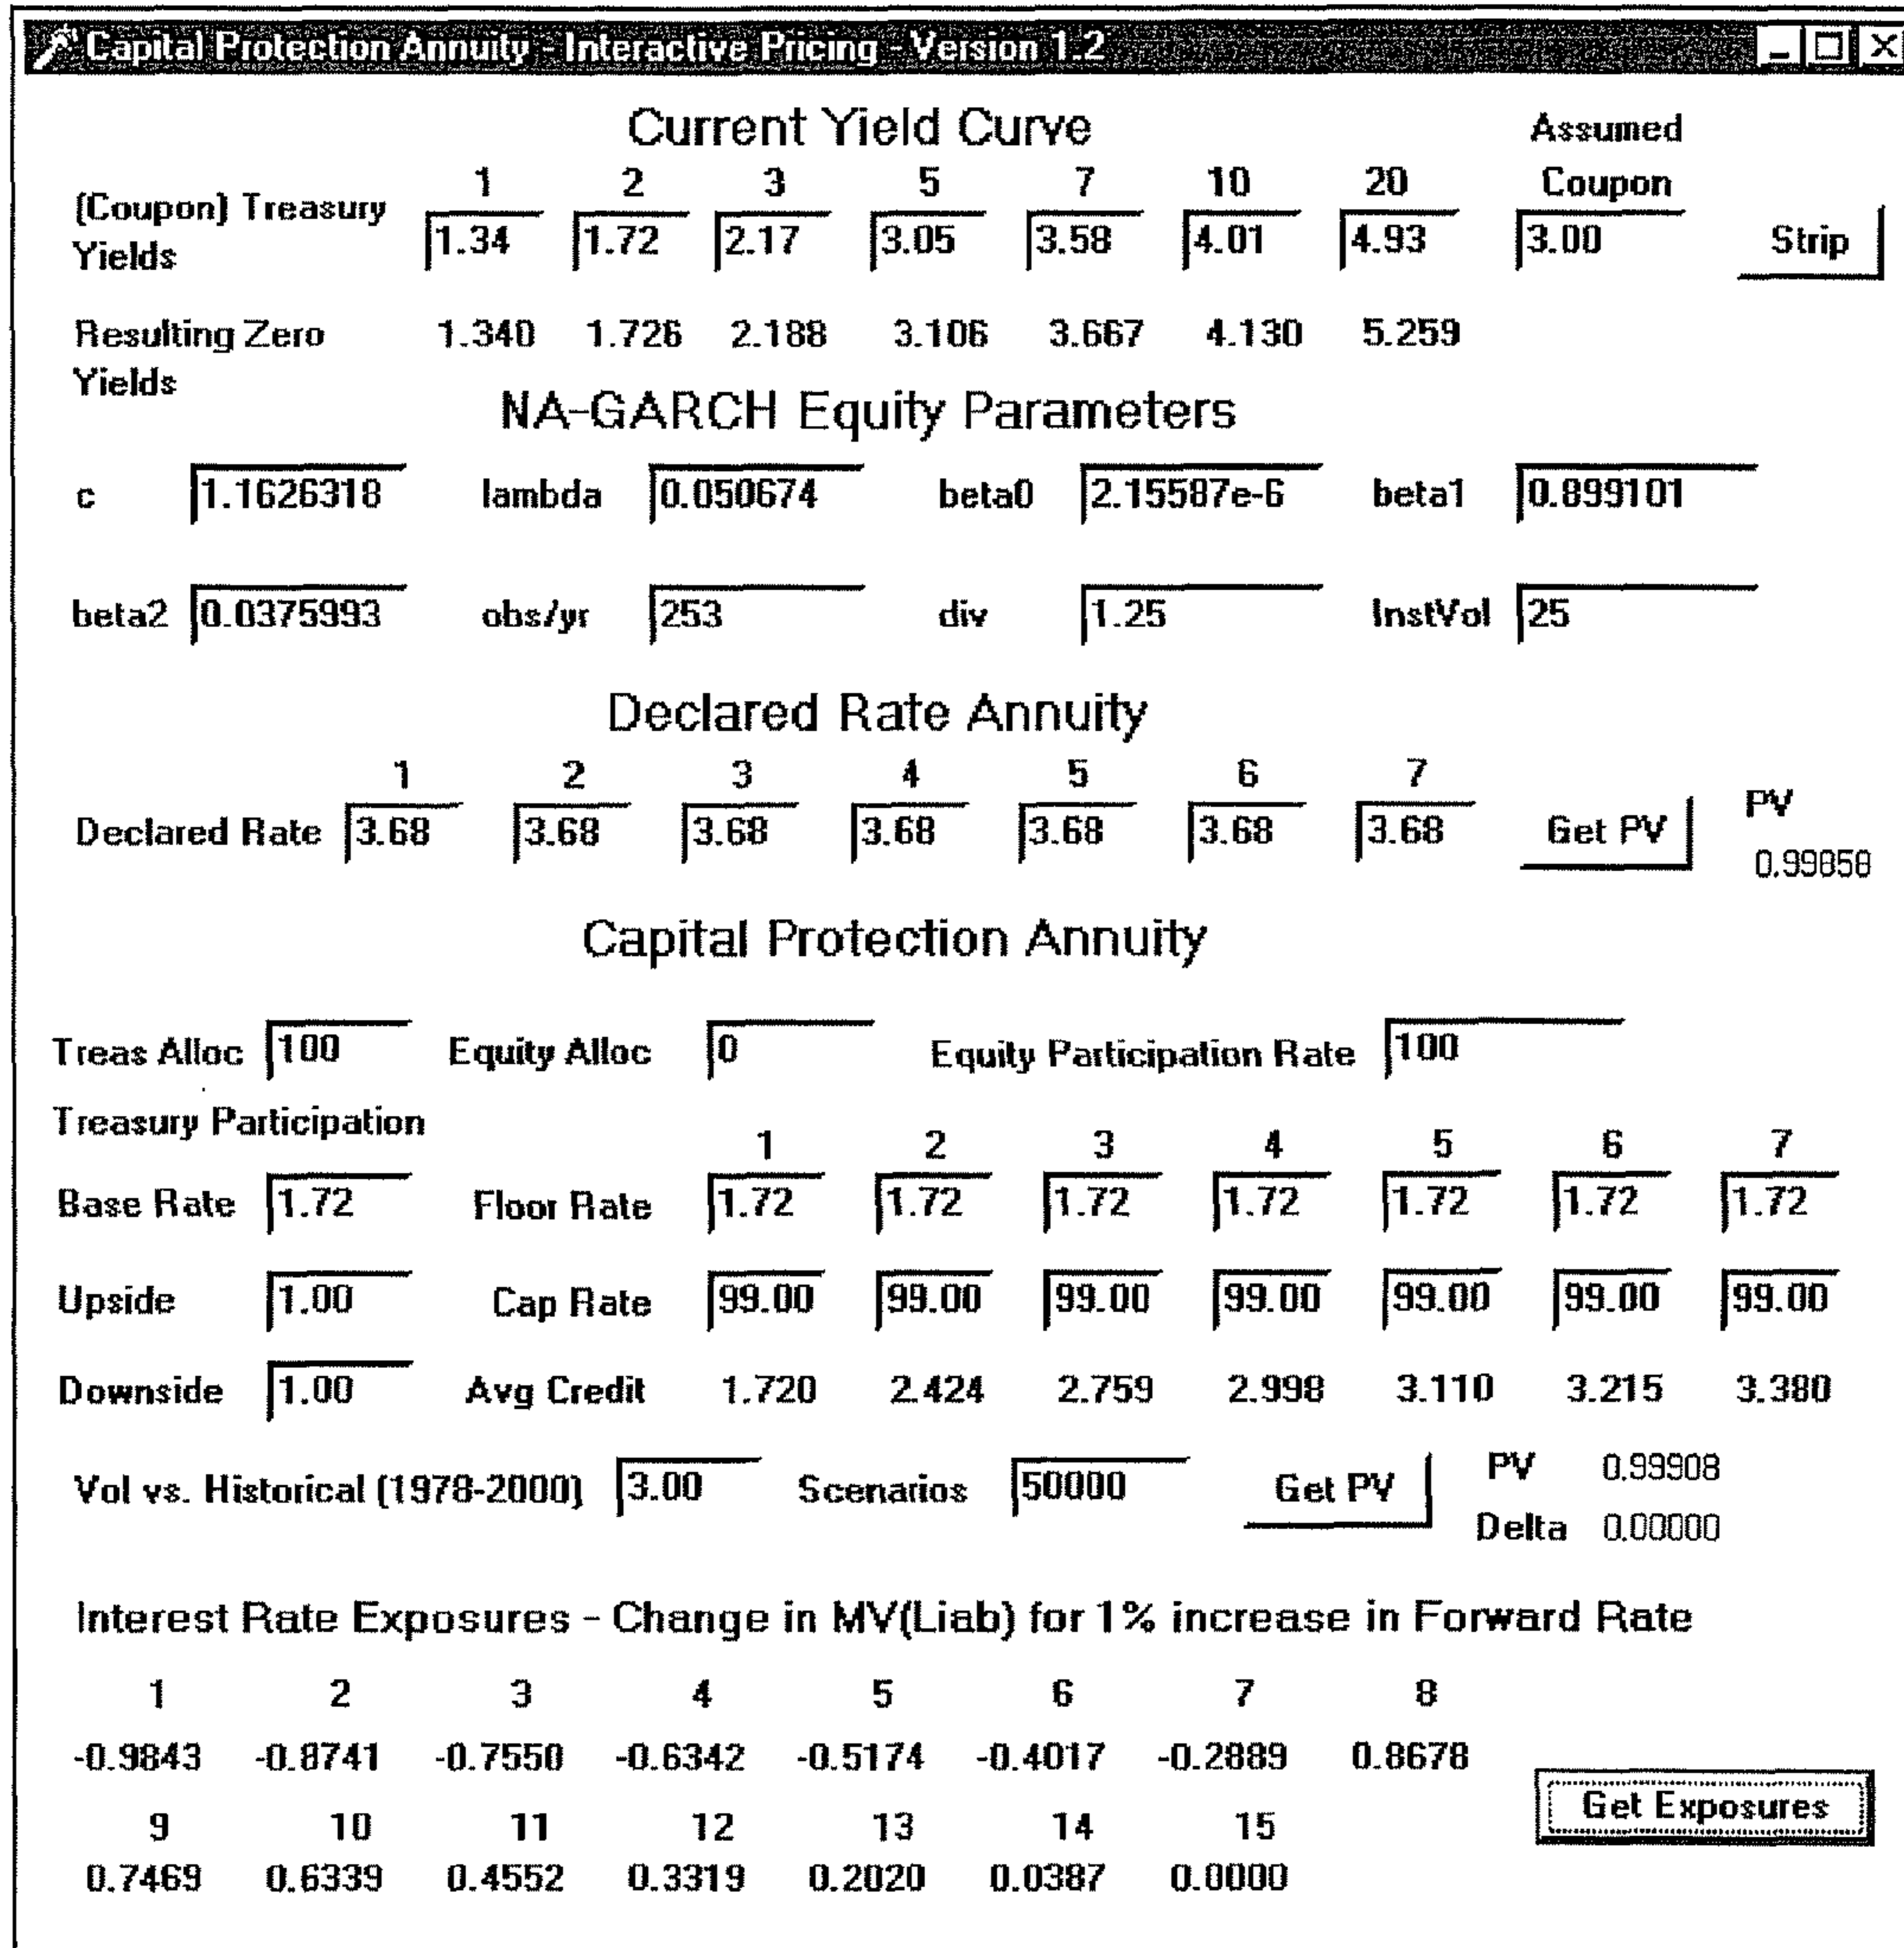 Capital Protection Annuity - Interactive Pricing - Version 1.2
Current Yield Curve
Assumed
1 2 3 5 7 10 20 Coupon
(Coupon) Treasury
Yields
1.34 1.72 2.17 3.05 3.58 4.01 4.93 3.00 Strip
Resulting Zero
Yields
1.340 1.726 2.188 3.106 3.667 4.130 5.259
NA-GARCH Equity Parameters
c 1.1626318 lambda 0.050674 beta0 2.15587e-6 beta1 0.899101
beta2 0.0375993 obs/yr 253 div 1.25 InstVol 25
Declared Rate Annuity
1 2 3 4 5 6 7
Declared Rate 3.68 3.68 3.68 3.68 3.68 3.68 3.68 Get PV PV
0.99858
Capital Protection Annuity
Treas Alloc 100 Equity Alloc 0 Equity Participation Rate 100
Treasury Participation
1 2 3 4 5 6 7
Base Rate 1.72 Floor Rate 1.72 1.72 1.72 1.72 1.72 1.72 1.72
Upside 1.00 Cap Rate 99.00 99.00 99.00 99.00 99.00 99.00 99.00
Downside 1.00 Avg Credit 1.720 2.424 2.759 2.998 3.110 3.215 3.380
Vol vs. Historical (1978-2000) 3.00 Scenarios 50000 Get PV PV 0.99908
Delta 0.00000
Interest Rate Exposures - Change in MV(Liab) for 1% increase in Forward Rate
1 2 3 4 5 6 7 8
-0.9843 -0.8741 -0.7550 -0.6342 -0.5174 -0.4017 -0.2889 0.8678
Get Exposures
9 10 11 12 13 14 15
0.7469 0.6339 0.4552 0.3319 0.2020 0.0387 0.0000